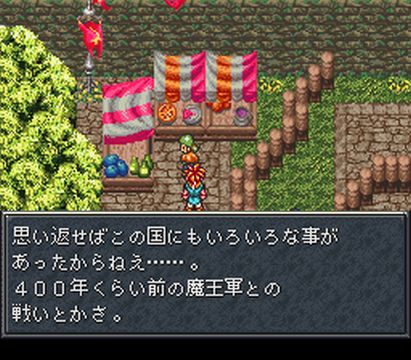 思い返せばこの国にもいろいろな事が
あったからねえ……。
４００年くらい前の魔王軍との
戦いとかさ。